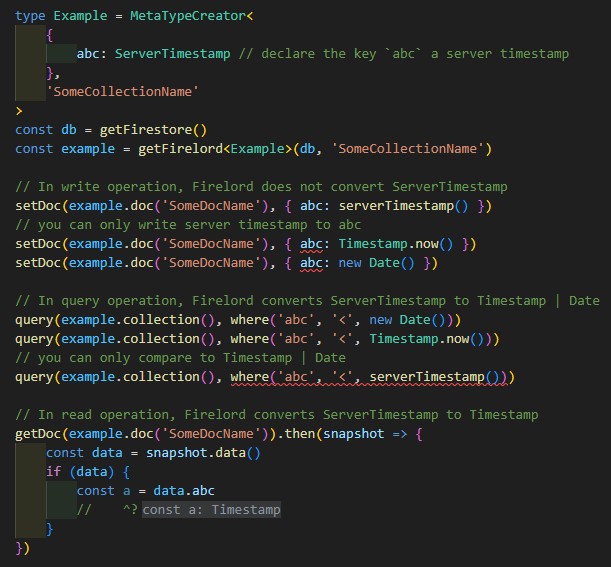 type Example = MetaTypeCreator<
{
abc: ServerTimestamp // declare the key `abc` a server timestamp
},
'SomeCollectionName'
>
const db = getFirestore()
const example = getFirelord<Example>(db, 'SomeCollectionName')
// In write operation, Firelord does not convert ServerTimestamp
setDoc(example.doc('SomeDocName'), { abc: serverTimestamp() })
// you can only write server timestamp to abc
setDoc(example.doc('SomeDocName'), { abc: Timestamp.now() })
setDoc(example.doc('SomeDocName'), { abc: new Date() })
// In query operation, Firelord converts ServerTimestamp to Timestamp | Date
query(example.collection(), where('abc', '<', new Date()))
query(example.collection(), where('abc', '<', Timestamp.now()))
// you can only compare to Timestamp | Date
query(example.collection(), where('abc', '<', serverTimestamp()))
// In read operation, Firelord converts ServerTimestamp to Timestamp
getDoc(example.doc('SomeDocName')).then(snapshot => {
const data = snapshot.data()
if (data) {
const a = data.abc
// ^? const a: Timestamp
}
})